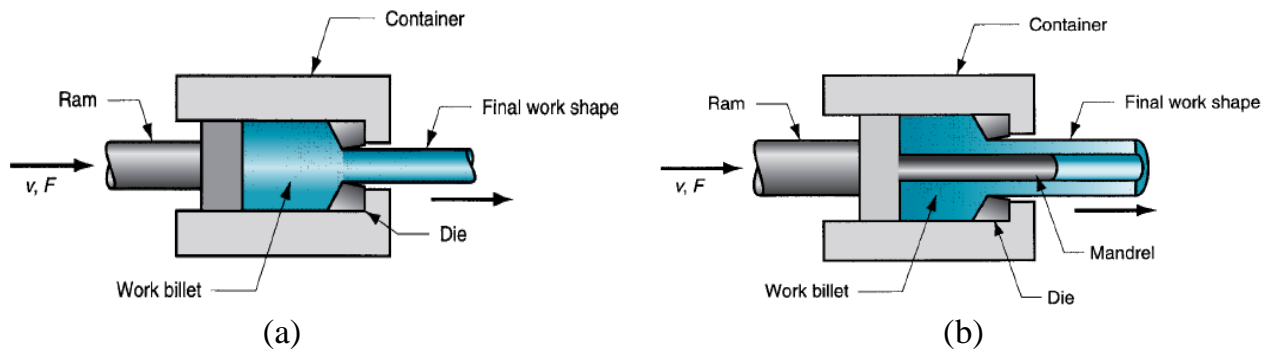 Container
Ram
Final work shape
v, F
Die
Work billet
(a)
Container
Ram
Final work shape
v, F
Mandrel
Work billet
Die
(b)